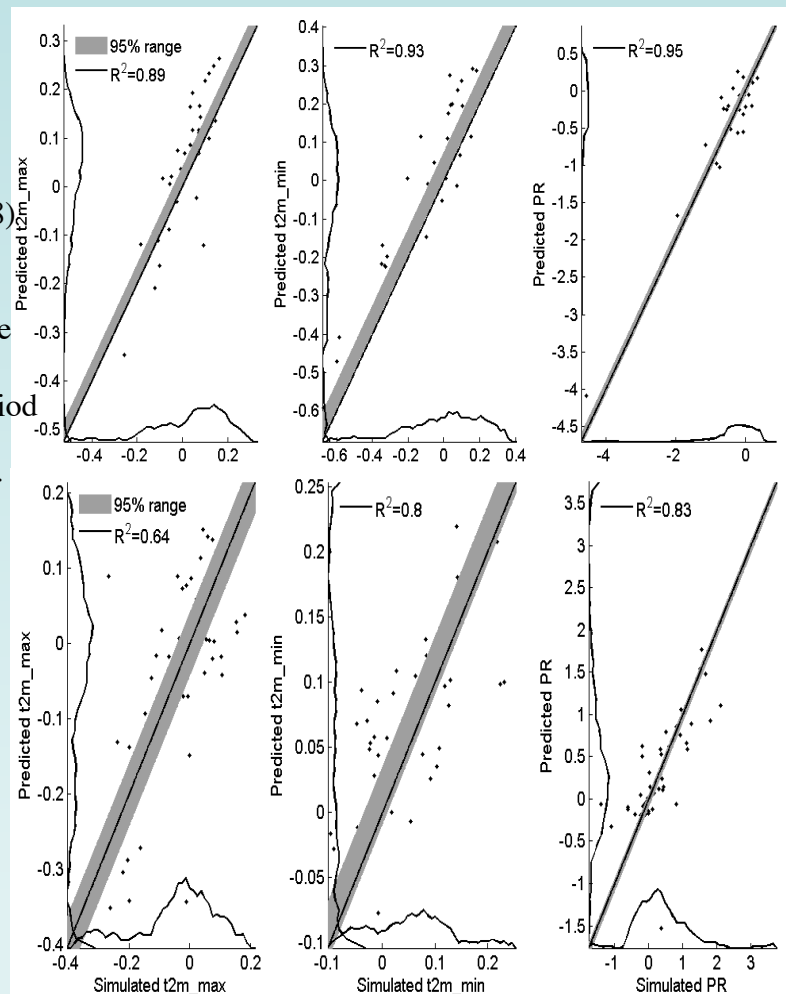 8)
e
iod
.
95% range
R²=0.89
R²=0.93
R²=0.95
Predicted t2m_max
0.3
0.2
0.1
0
-0.1
-0.2
-0.3
-0.4
-0.5
-0.4 -0.2 0 0.2
Predicted t2m_min
0.4
0.3
0.2
0.1
0
-0.1
-0.2
-0.3
-0.4
-0.5
-0.6
-0.6 -0.4 -0.2 0 0.2 0.4
Predicted PR
0.5
0
-0.5
-1
-1.5
-2
-2.5
-3
-3.5
-4
-4.5
-4 -2 0
95% range
R²=0.64
R²=0.8
R²=0.83
Predicted t2m_max
0.2
0.1
0
-0.1
-0.2
-0.3
-0.4
-0.4 -0.2 0 0.2
Simulated t2m_max
Predicted t2m_min
0.25
0.2
0.15
0.1
0.05
0
-0.05
-0.1
-0.1 0 0.1 0.2
Simulated t2m_min
Predicted PR
3.5
3
2.5
2
1.5
1
0.5
0
-0.5
-1
-1.5
-1 0 1 2 3
Simulated PR